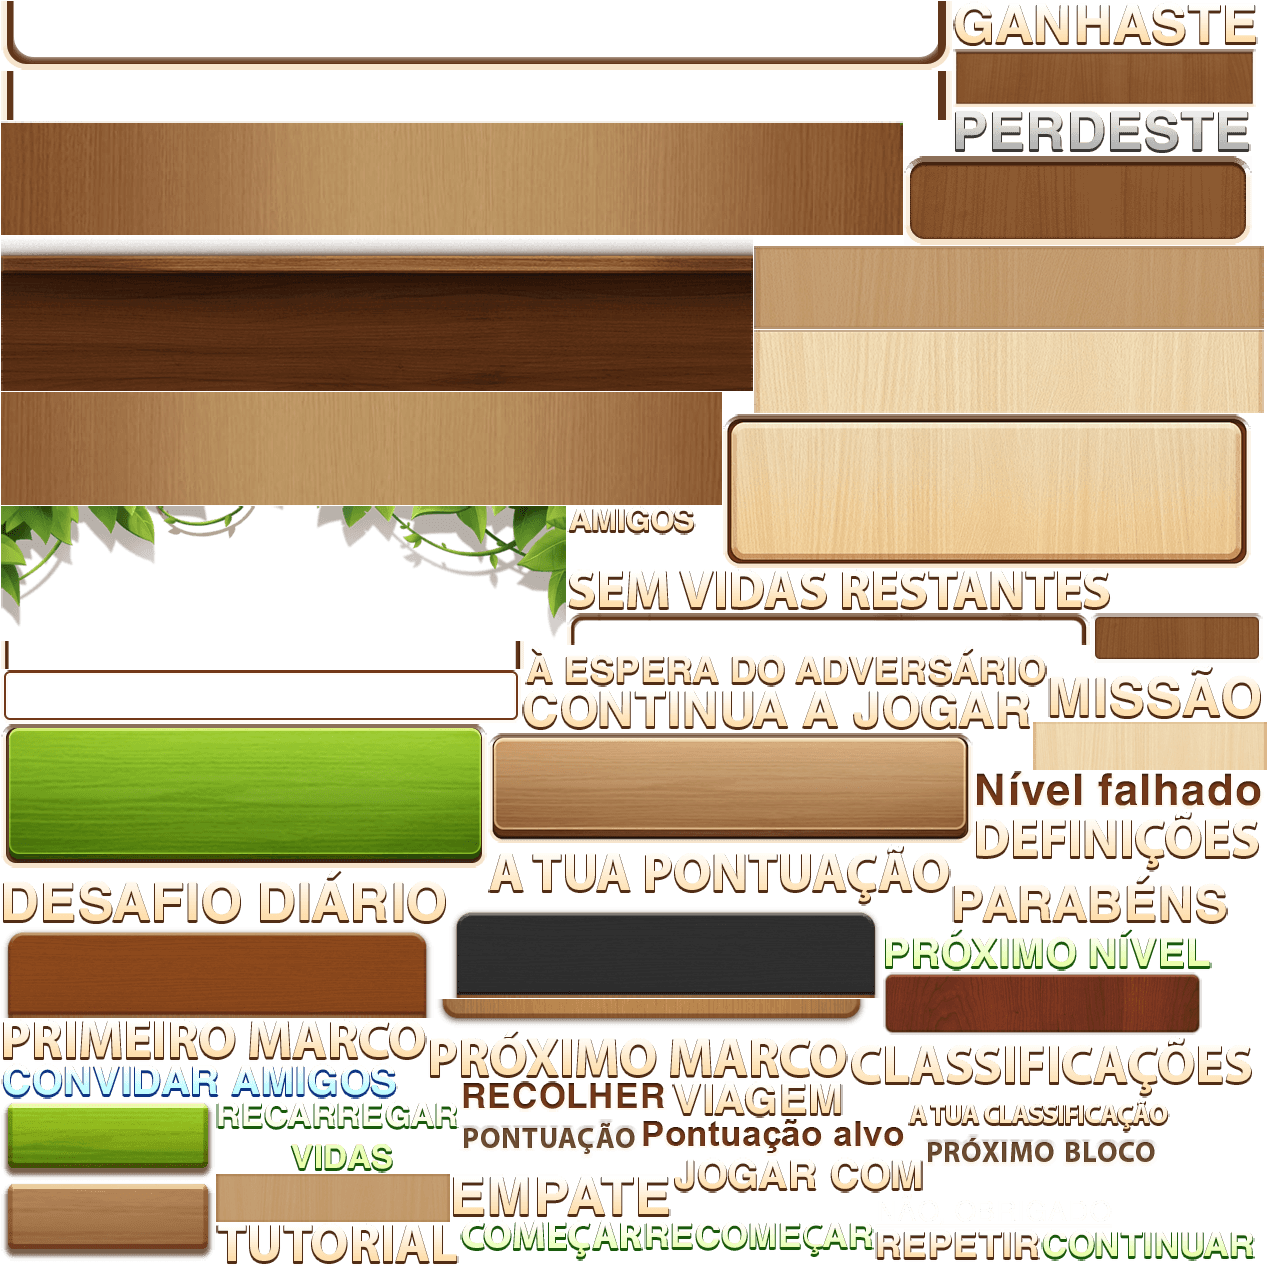 GANHASTE
PERDESTE
AMIGOS
SEM VIDAS RESTANTES
À ESPERA DO ADVERSÁRIO
CONTINUA A JOGAR
MISSÃO
Nível falhado
DEFINIÇÕES
A TUA PONTUAÇÃO
DESAFIO DIÁRIO
PARABÉNS
PRÓXIMO NÍVEL
PRIMEIRO MARCO
PRÓXIMO MARCO
CLASSIFICAÇÕES
CONVIDAR AMIGOS
RECOLHER
VIAGEM
RECARREGAR
VIDAS
A TUA CLASSIFICAÇÃO
PONTUAÇÃO
Pontuação alvo
PRÓXIMO BLOCO
JOGAR COM
EMPATE
TUTORIAL
COMEÇAR
RECOMEÇAR
REPETIR
CONTINUAR